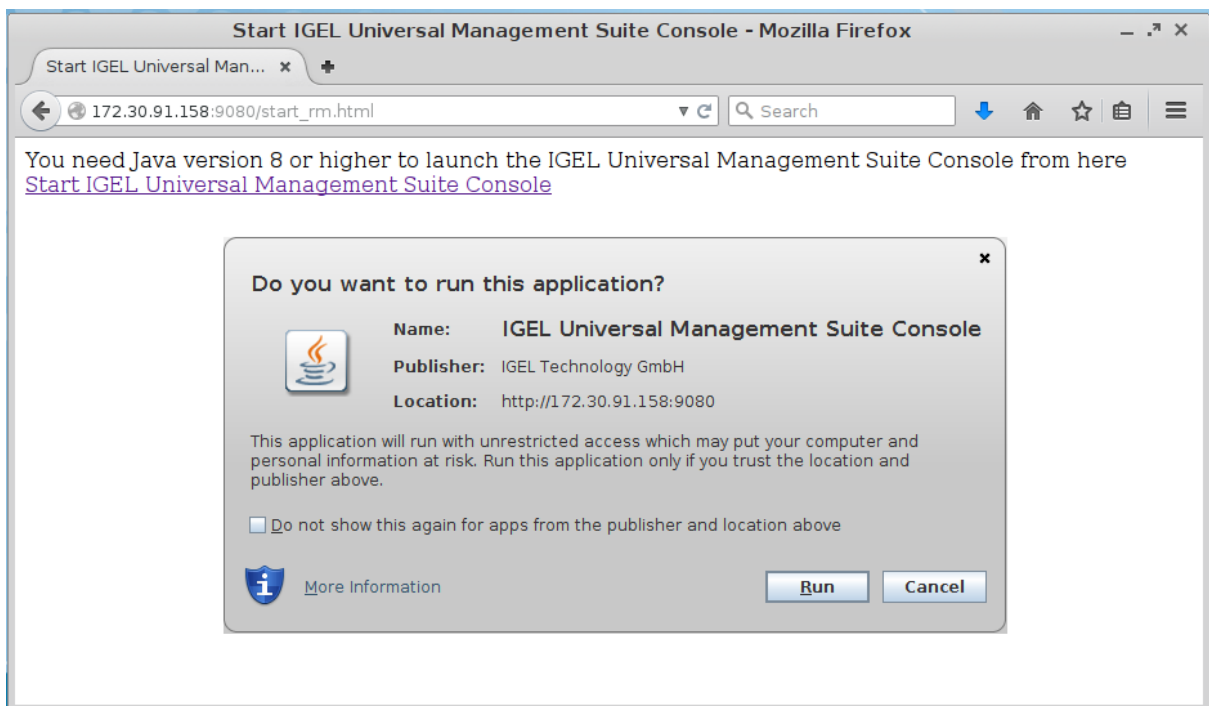 Start IGEL Universal Management Suite Console - Mozilla Firefox
Start IGEL Universal Man...
172.30.91.158:9080/start_rm.html
Search
You need Java version 8 or higher to launch the IGEL Universal Management Suite Console from here
Start IGEL Universal Management Suite Console
Do you want to run this application?
Name: IGEL Universal Management Suite Console
Publisher: IGEL Technology GmbH
Location: http://172.30.91.158:9080
This application will run with unrestricted access which may put your computer and
personal information at risk. Run this application only if you trust the location and
publisher above.
Do not show this again for apps from the publisher and location above
More Information
Run Cancel